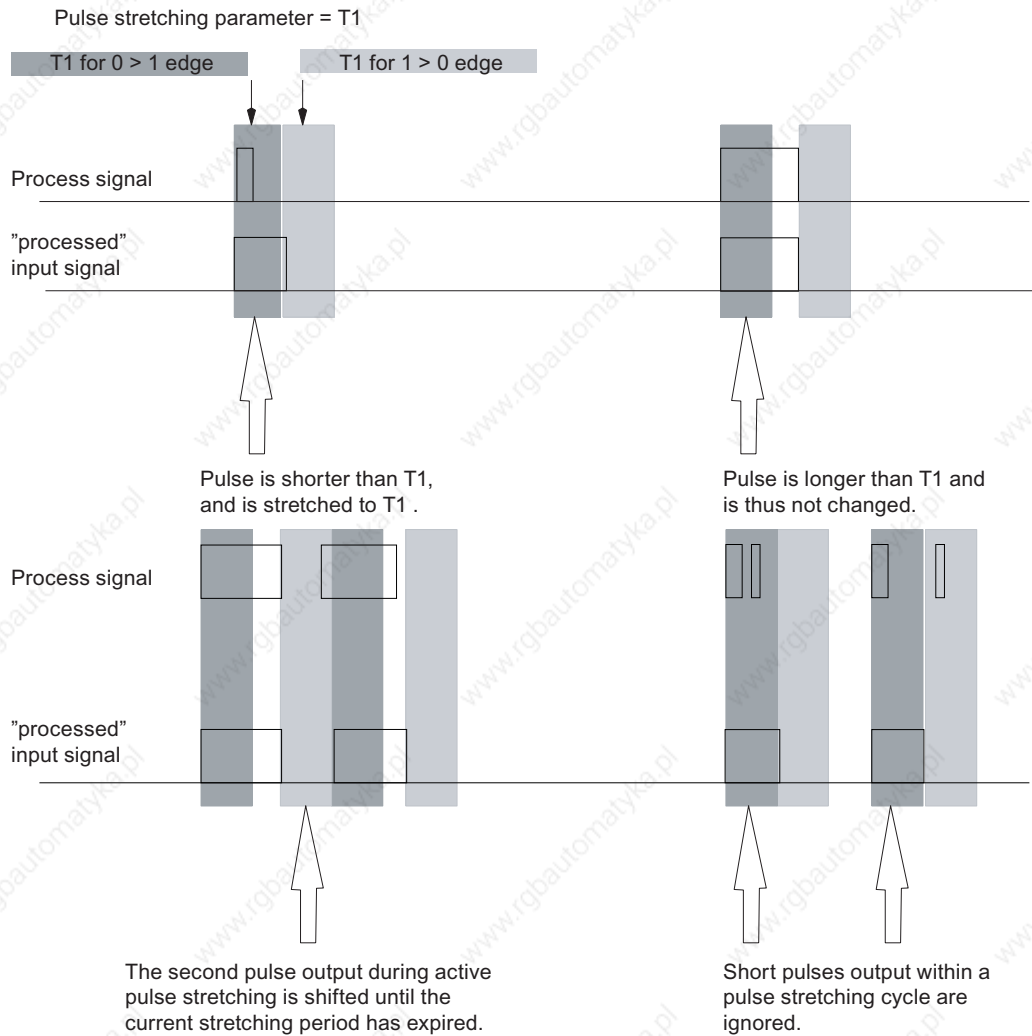 Pulse stretching parameter = T1
T1 for 0 > 1 edge
T1 for 1 > 0 edge
Process signal
"processed"
input signal
Pulse is shorter than T1,
and is stretched to T1 .
Pulse is longer than T1 and
is thus not changed.
Process signal
"processed"
input signal
The second pulse output during active
pulse stretching is shifted until the
current stretching period has expired.
Short pulses output within a
pulse stretching cycle are
ignored.
www.rgbautomatyka.pl